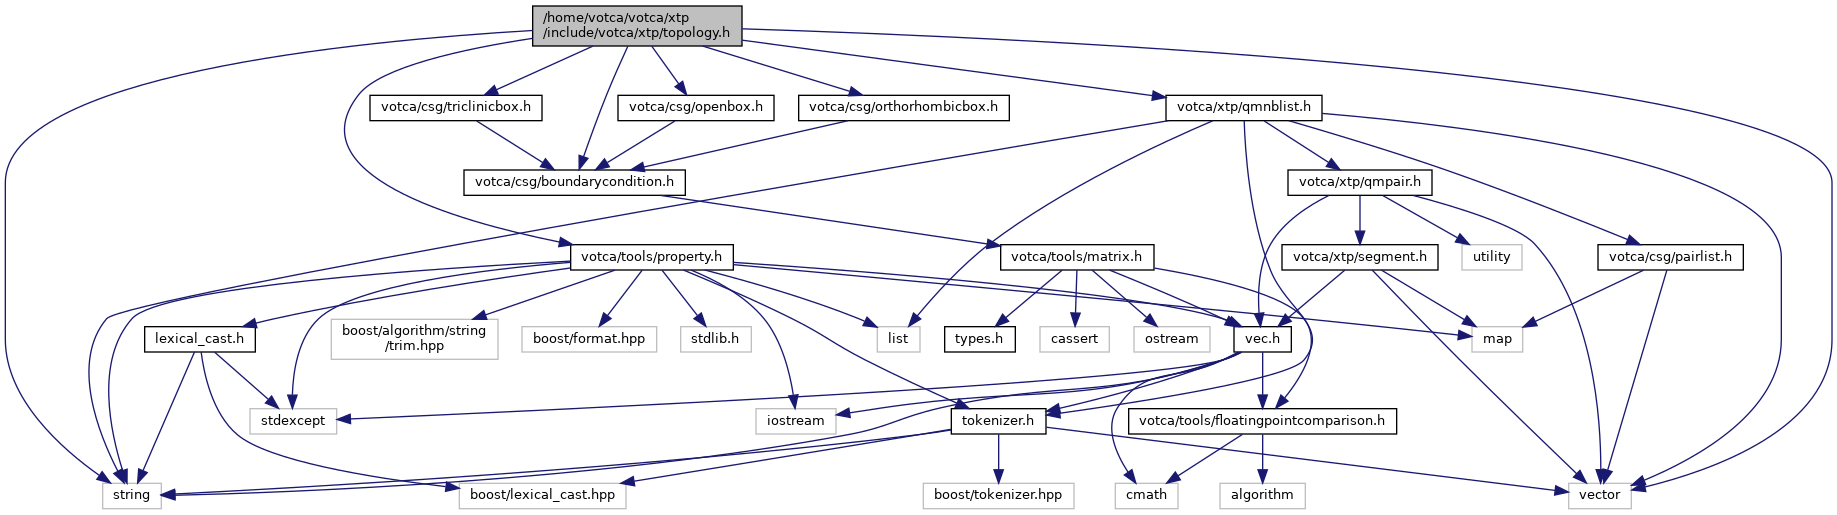 /home/votca/votca/xtp
/include/votca/xtp/topology.h
votca/csg/triclinicbox.h
votca/csg/openbox.h
votca/csg/orthorhombicbox.h
votca/xtp/qmnblist.h
votca/csg/boundarycondition.h
votca/xtp/qmpair.h
votca/tools/property.h
votca/tools/matrix.h
votca/xtp/segment.h
utility
votca/csg/pairlist.h
lexical_cast.h
boost/algorithm/string
/trim.hpp
boost/format.hpp
stdlib.h
list
types.h
cassert
ostream
vec.h
map
stdexcept
iostream
tokenizer.h
votca/tools/floatingpointcomparison.h
string
boost/lexical_cast.hpp
boost/tokenizer.hpp
cmath
algorithm
vector